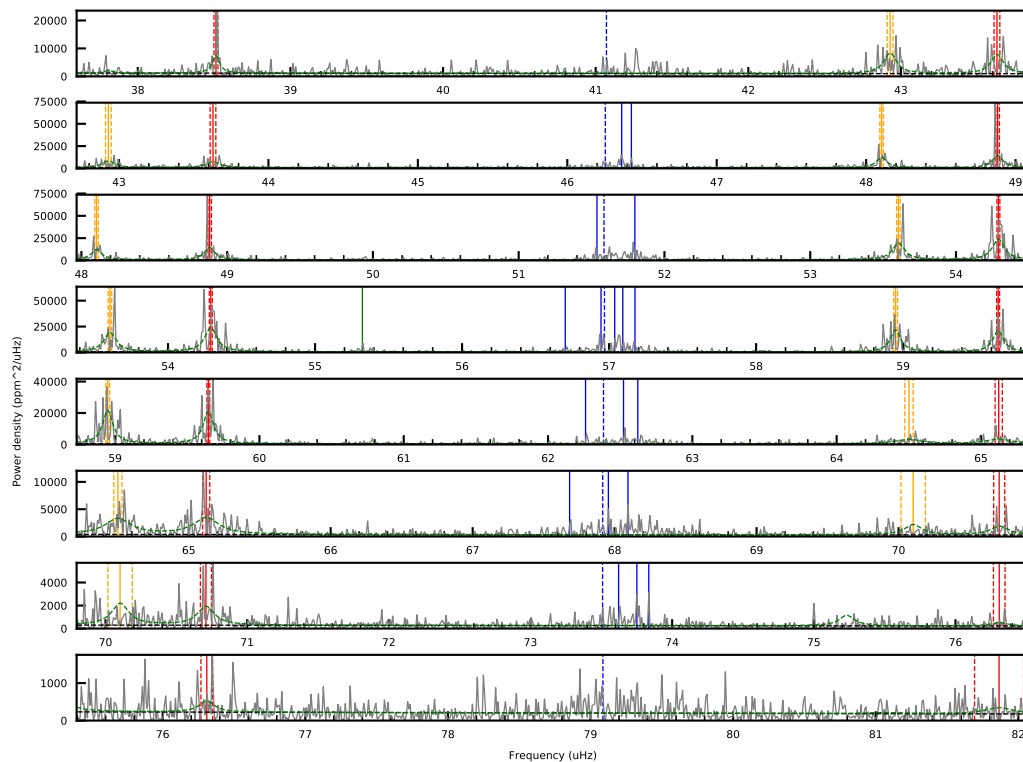 20000
10000
0
38 39 40 41 42 43
75000
50000
25000
0
43 44 45 46 47 48 49
75000
50000
25000
0
48 49 50 51 52 53 54
50000
25000
0
54 55 56 57 58 59
40000
20000
0
59 60 61 62 63 64 65
Power density (ppm^2/uHz)
10000
5000
0
65 66 67 68 69 70
4000
2000
0
70 71 72 73 74 75 76
1000
0
76 77 78 79 80 81 82
Frequency (uHz)